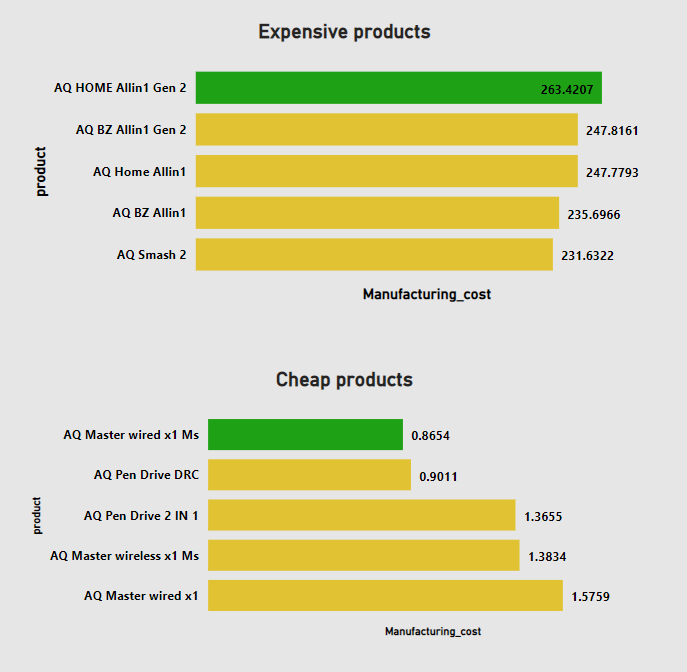 Expensive products
AQ HOME Allin1 Gen 2 263.4207
AQ BZ Allin1 Gen 2 247.8161
AQ Home Allin1 247.7793
AQ BZ Allin1 235.6966
AQ Smash 2 231.6322
product
Manufacturing_cost
Cheap products
AQ Master wired x1 Ms 0.8654
AQ Pen Drive DRC 0.9011
AQ Pen Drive 2 IN 1 1.3655
AQ Master wireless x1 Ms 1.3834
AQ Master wired x1 1.5759
product
Manufacturing_cost